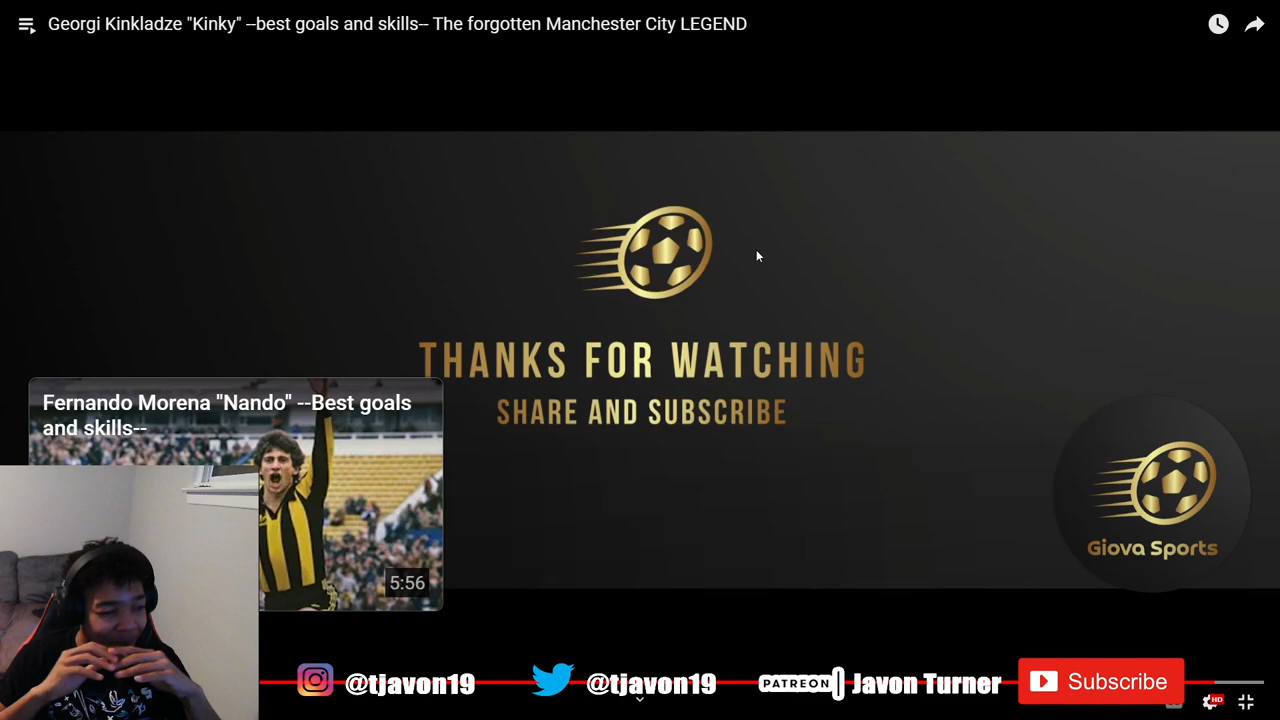 Georgi Kinkladze "Kinky" --best goals and skills-- The forgotten Manchester City LEGEND
THANKS FOR WATCHING
SHARE AND SUBSCRIBE
Fernando Morena "Nando" --Best goals
and skills--
5:56
Giova Sports
@tjavon19
@tjavon19
PATREON
Javon Turner
Subscribe
HD